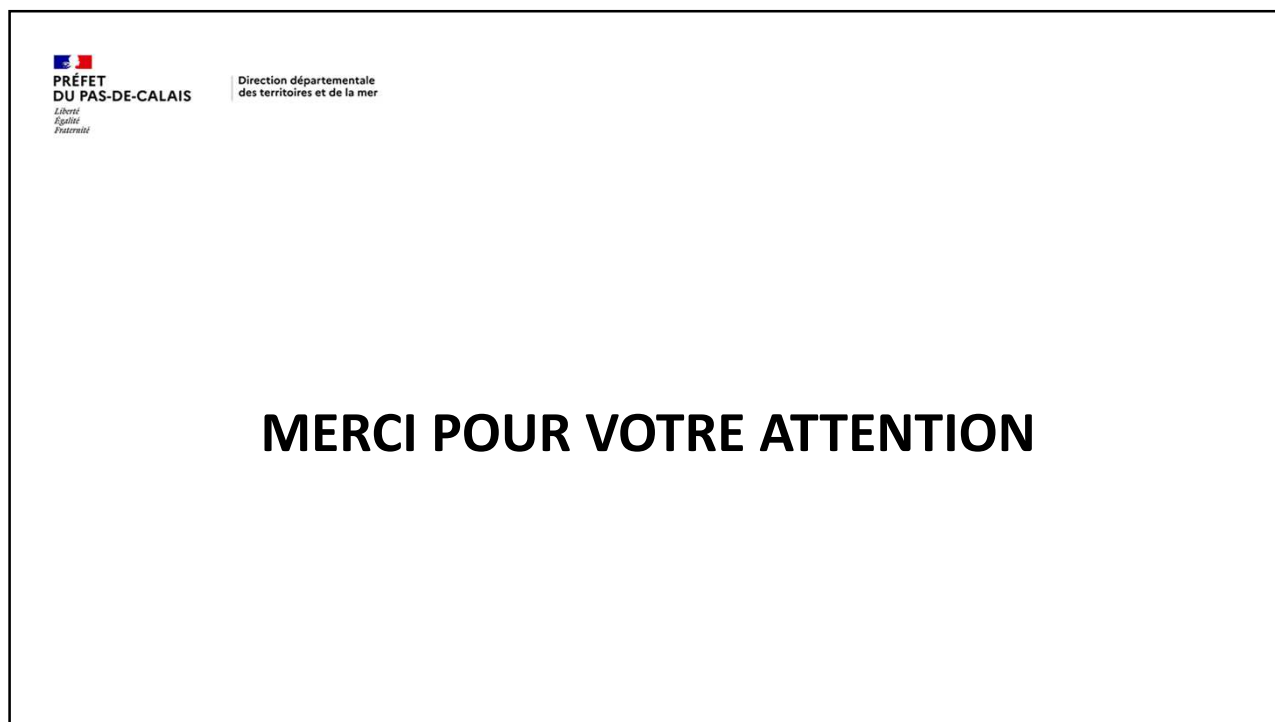 PRÉFET
DU PAS-DE-CALAIS
Liberté
Égalité
Fraternité
Direction départementale
des territoires et de la mer
MERCI POUR VOTRE ATTENTION